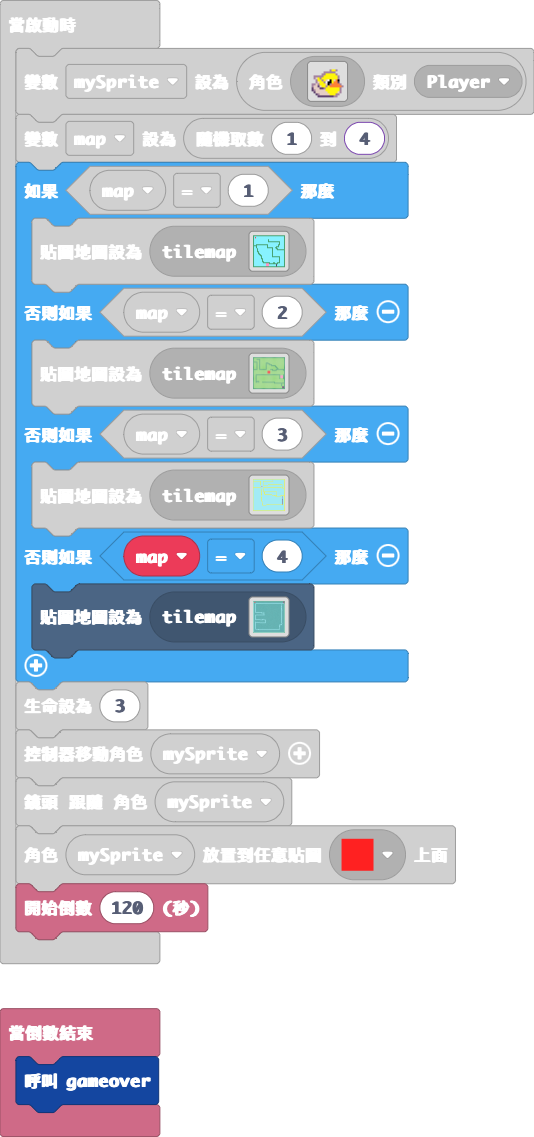 當啟動時
變數 mySprite 設為 角色 類別 Player
變數 map 設為 隨機取數 1 到 4
如果 map = 1 那麼
貼圖地圖設為 tilemap
否則如果 map = 2 那麼
貼圖地圖設為 tilemap
否則如果 map = 3 那麼
貼圖地圖設為 tilemap
否則如果 map = 4 那麼
貼圖地圖設為 tilemap
生命設為 3
控制器移動角色 mySprite
鏡頭 跟隨 角色 mySprite
角色 mySprite 放置到任意貼圖 上面
開始倒數 120 (秒)
當倒數結束
呼叫 gameover